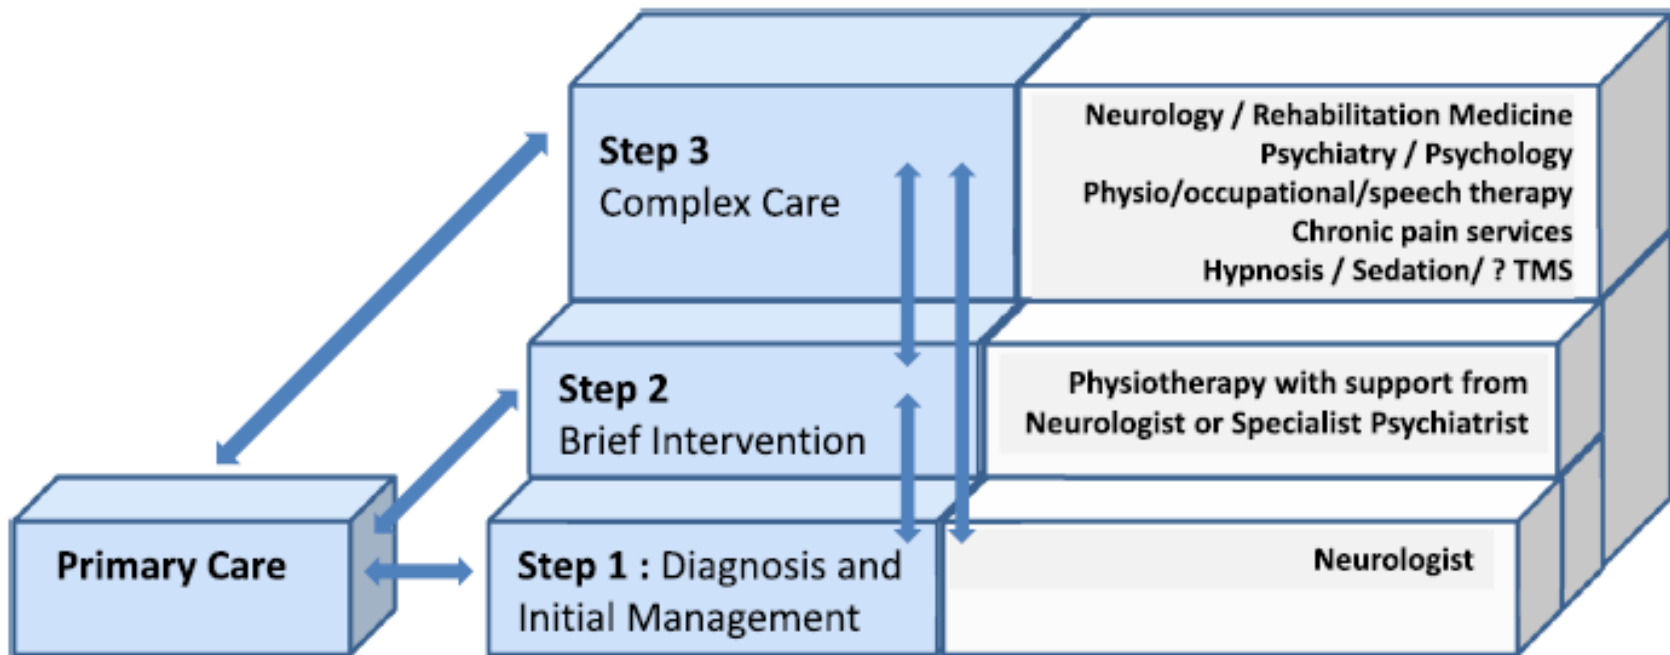 Step 3
Complex Care
Neurology / Rehabilitation Medicine
Psychiatry / Psychology
Physio/occupational/speech therapy
Chronic pain services
Hypnosis / Sedation/ ? TMS
Step 2
Brief Intervention
Physiotherapy with support from
Neurologist or Specialist Psychiatrist
Primary Care
Step 1 : Diagnosis and
Initial Management
Neurologist